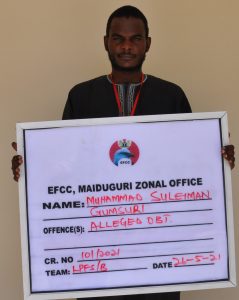 EFCC
EFCC, MAIDUGURI ZONAL OFFICE
NAME: MUHAMMAD SULEIMAN
GUMSURI
OFFENCE(S): ALLEGED OBT.
CR. NO 101/2021
TEAM: LPFS/B DATE 24-5-21